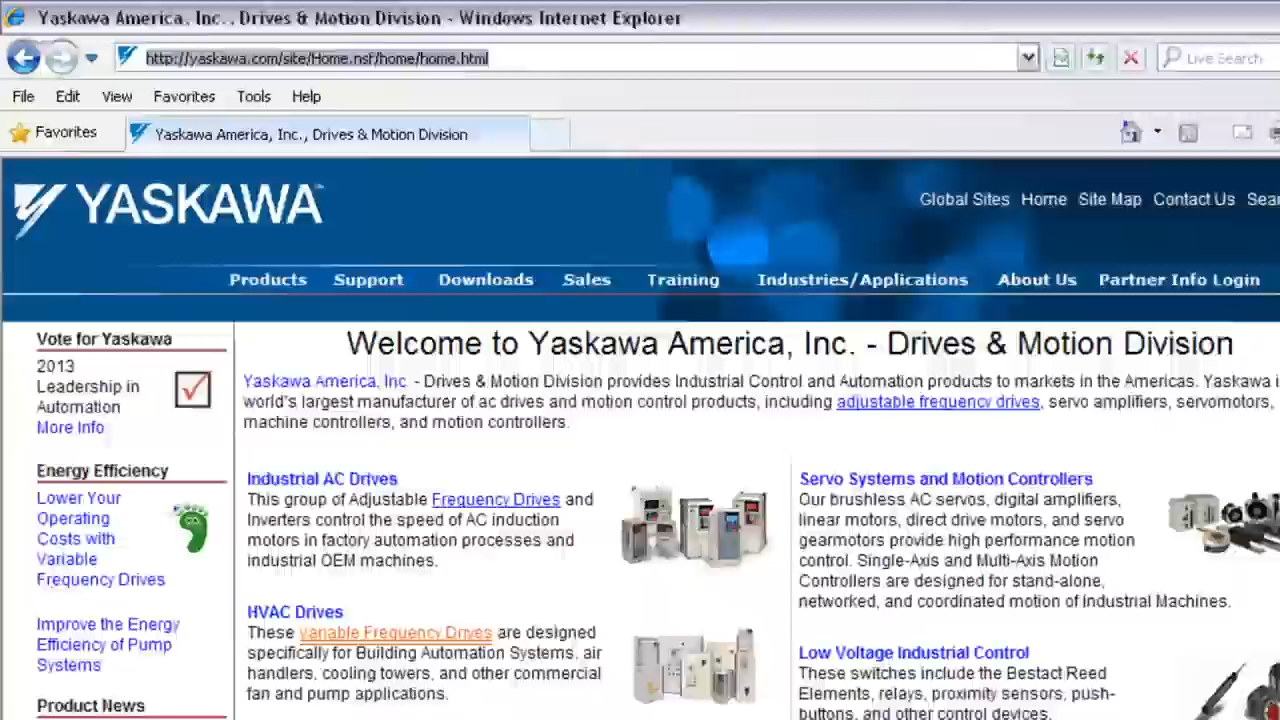 Yaskawa America, Inc., Drives & Motion Division - Windows Internet Explorer
http://yaskawa.com/site/Home.nsf/home/home.html
Live Search
File Edit View Favorites Tools Help
Favorites
Yaskawa America, Inc., Drives & Motion Division
YASKAWA
Global Sites Home Site Map Contact Us
Products Support Downloads Sales Training Industries/Applications About Us Partner Info Login
Vote for Yaskawa
2013
Leadership in
Automation
More Info
Energy Efficiency
Lower Your
Operating
Costs with
Variable
Frequency Drives
Improve the Energy
Efficiency of Pump
Systems
Product News
Welcome to Yaskawa America, Inc. - Drives & Motion Division
Yaskawa America, Inc - Drives & Motion Division provides Industrial Control and Automation products to markets in the Americas. Yaskawa
world's largest manufacturer of ac drives and motion control products, including adjustable frequency drives, servo amplifiers, servomotors,
machine controllers, and motion controllers.
Industrial AC Drives
This group of Adjustable Frequency Drives and
Inverters control the speed of AC induction
motors in factory automation processes and
industrial OEM machines.
HVAC Drives
These Variable Frequency Drives are designed
specifically for Building Automation Systems, air
handlers, cooling towers, and other commercial
fan and pump applications.
Servo Systems and Motion Controllers
Our brushless AC servos, digital amplifiers,
linear motors, direct drive motors, and servo
gearmotors provide high performance motion
control. Single-Axis and Multi-Axis Motion
Controllers are designed for stand-alone,
networked, and coordinated motion of Industrial Machines.
Low Voltage Industrial Control
These switches include the Bestact Reed
Elements, relays, proximity sensors, push-
buttons, and other control devices.